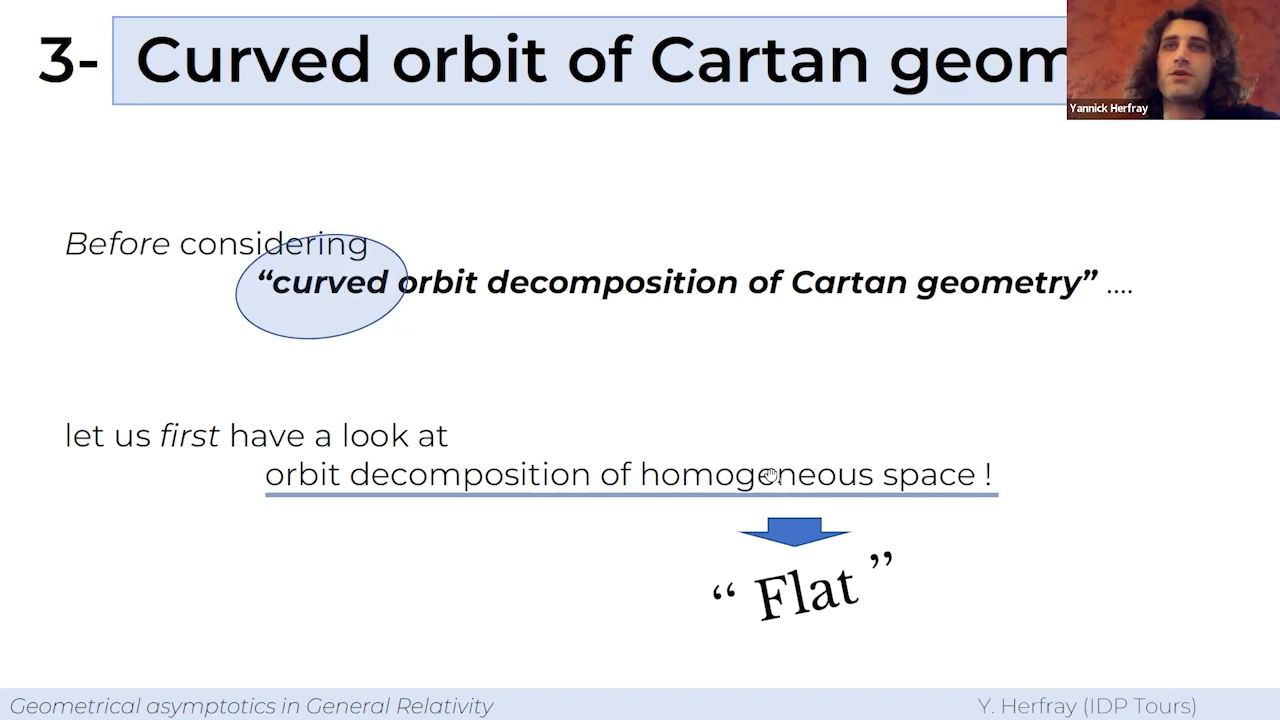 3- Curved orbit of Cartan geom
Yannick Herfray
Before considering
“curved orbit decomposition of Cartan geometry” ....
let us first have a look at
orbit decomposition of homogeneous space !
“ Flat ”
Geometrical asymptotics in General Relativity
Y. Herfray (IDP Tours)